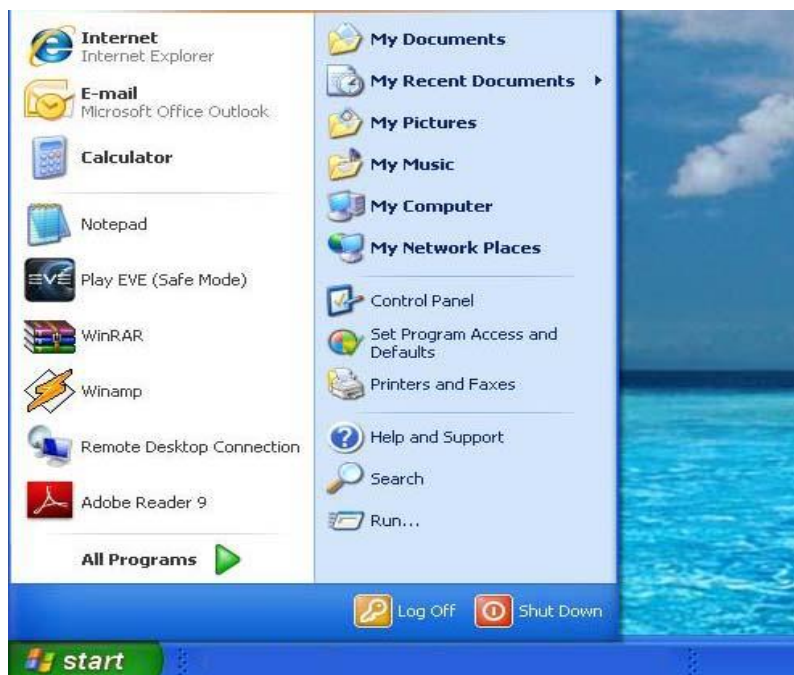 Internet
Internet Explorer
E-mail
Microsoft Office Outlook
Calculator
Notepad
EVE
Play EVE (Safe Mode)
WinRAR
Winamp
Remote Desktop Connection
Adobe Reader 9
All Programs
My Documents
My Recent Documents
My Pictures
My Music
My Computer
My Network Places
Control Panel
Set Program Access and
Defaults
Printers and Faxes
Help and Support
Search
Run...
Log Off
Shut Down
start